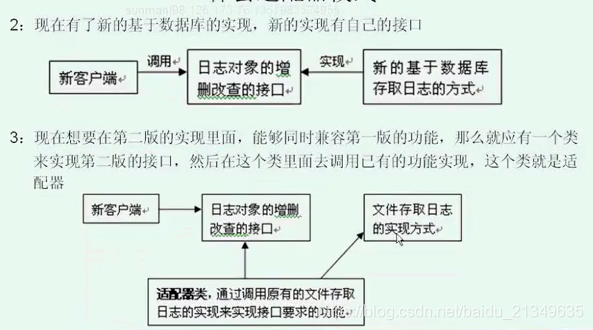 2：现在有了新的基于数据库的实现，新的实现有自己的接口
新客户端
调用
日志对象的增
删改查的接口
实现
新的基于数据库
存取日志的方式
3：现在想要在第二版的实现里面，能够同时兼容第一版的功能，那么就应有一个类
来实现第二版的接口，然后在这个类里面去调用已有的功能实现，这个类就是适
配器
新客户端
日志对象的增删
改查的接口
文件存取日志
的实现方式
适配器类，通过调用原有的文件存取
日志的实现来实现接口要求的功能
https://blog.csdn.net/baidu_21349635